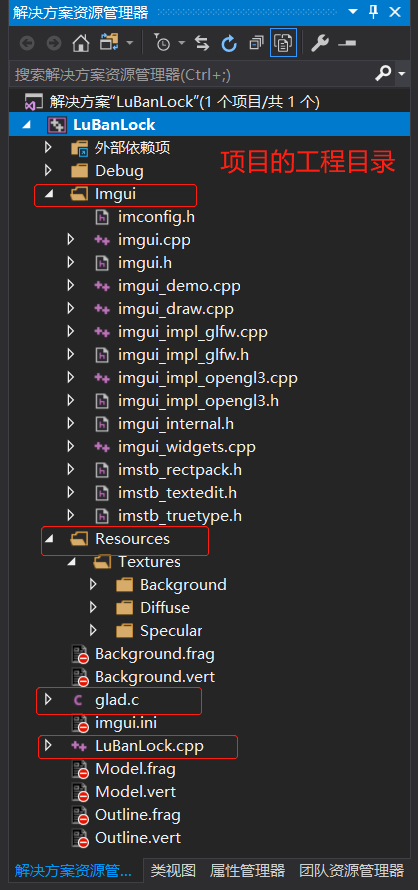 解决方案资源管理器
搜索解决方案资源管理器(Ctrl+;)
解决方案"LuBanLock"(1 个项目/共 1 个)
LuBanLock
外部依赖项
Debug
项目的工程目录
Imgui
imconfig.h
imgui.cpp
imgui.h
imgui_demo.cpp
imgui_draw.cpp
imgui_impl_glfw.cpp
imgui_impl_glfw.h
imgui_impl_opengl3.cpp
imgui_impl_opengl3.h
imgui_internal.h
imgui_widgets.cpp
imstb_rectpack.h
imstb_textedit.h
imstb_truetype.h
Resources
Textures
Background
Diffuse
Specular
Background.frag
Background.vert
glad.c
imgui.ini
LuBanLock.cpp
Model.frag
Model.vert
Outline.frag
Outline.vert
解决方案资源管... 类视图 属性管理器 团队资源管理器